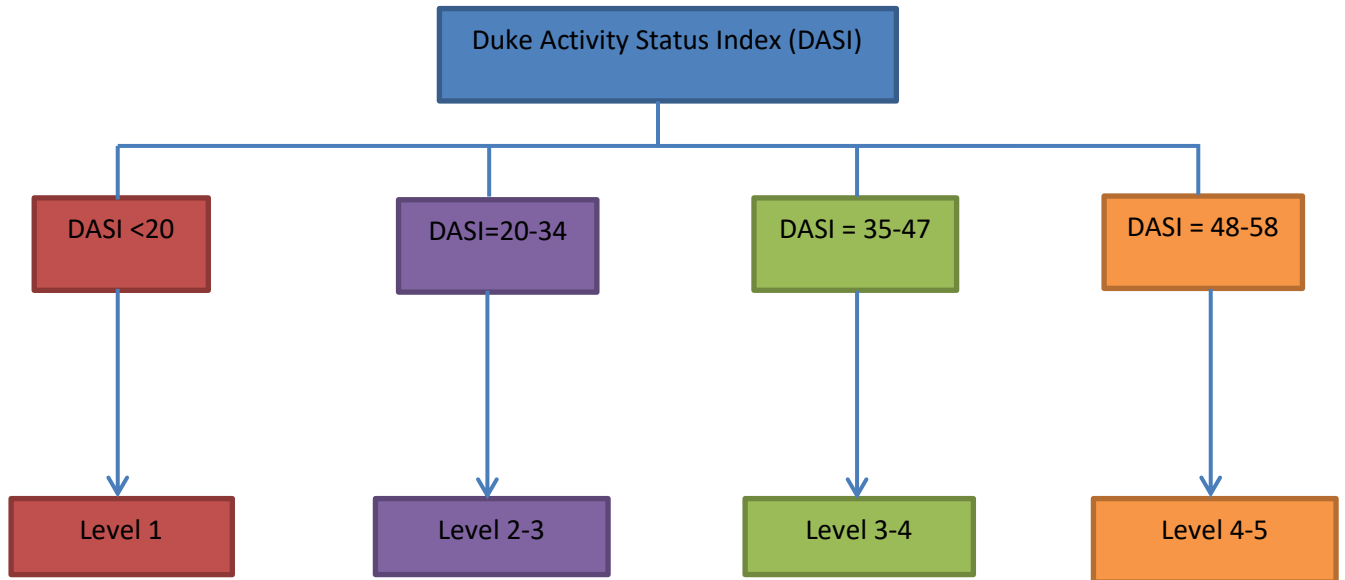 Duke Activity Status Index (DASI)
DASI <20
DASI=20-34
DASI = 35-47
DASI = 48-58
Level 1
Level 2-3
Level 3-4
Level 4-5